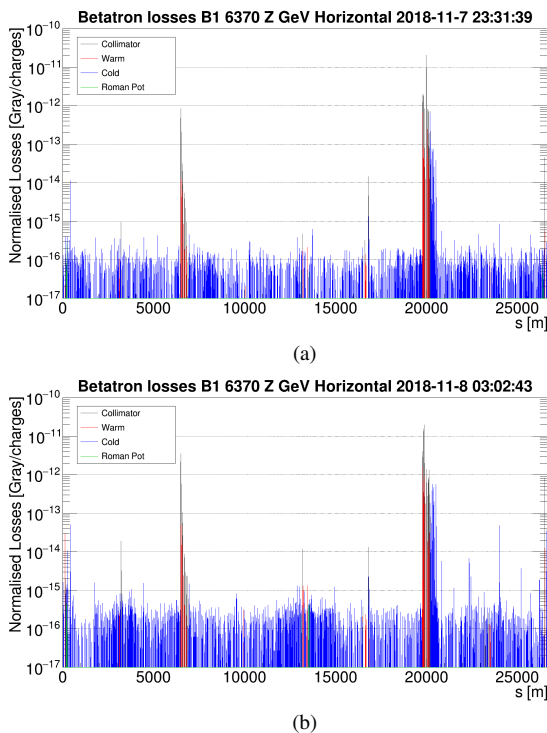 Betatron losses B1 6370 Z GeV Horizontal 2018-11-7 23:31:39
Normalised Losses [Gray/charges]
10⁻¹⁰
10⁻¹¹
10⁻¹²
10⁻¹³
10⁻¹⁴
10⁻¹⁵
10⁻¹⁶
10⁻¹⁷
Collimator
Warm
Cold
Roman Pot
0 5000 10000 15000 20000 25000
s [m]
(a)
Betatron losses B1 6370 Z GeV Horizontal 2018-11-8 03:02:43
Normalised Losses [Gray/charges]
10⁻¹⁰
10⁻¹¹
10⁻¹²
10⁻¹³
10⁻¹⁴
10⁻¹⁵
10⁻¹⁶
10⁻¹⁷
Collimator
Warm
Cold
Roman Pot
0 5000 10000 15000 20000 25000
s [m]
(b)